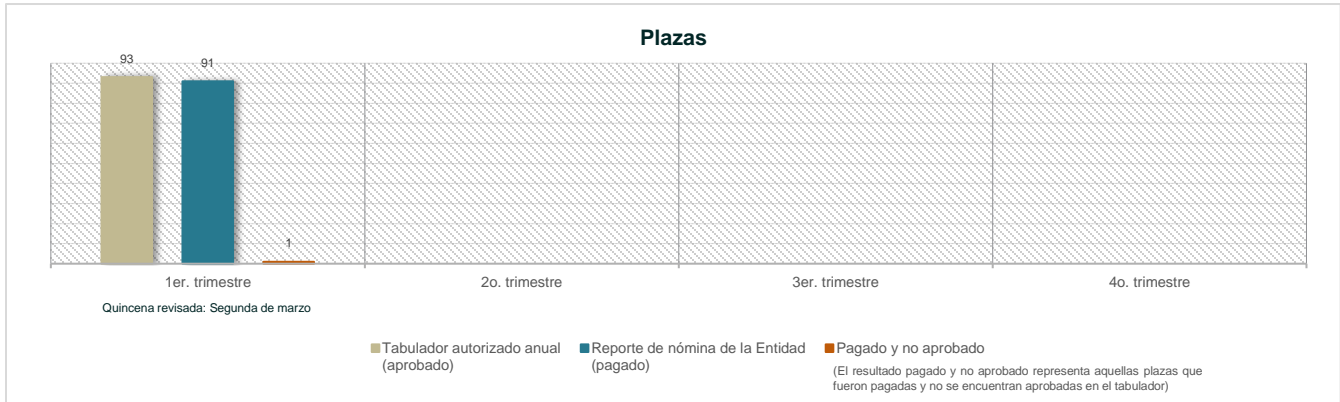 Plazas
93
91
1
1er. trimestre
2o. trimestre
3er. trimestre
4o. trimestre
Quincena revisada: Segunda de marzo
Tabulador autorizado anual
(aprobado)
Reporte de nómina de la Entidad
(pagado)
Pagado y no aprobado
(El resultado pagado y no aprobado representa aquellas plazas que
fueron pagadas y no se encuentran aprobadas en el tabulador)